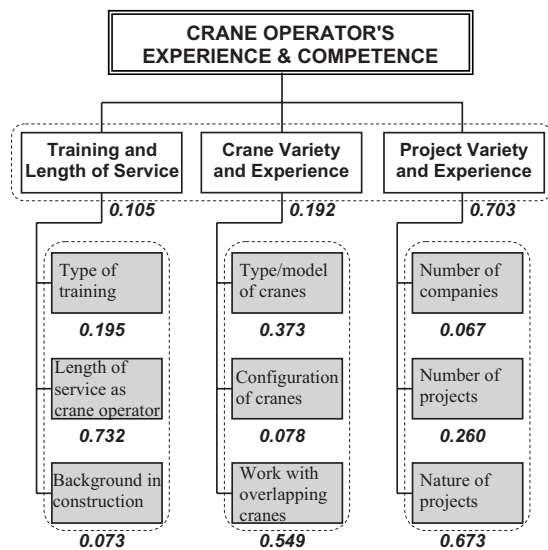 CRANE OPERATOR'S
EXPERIENCE & COMPETENCE
Training and
Length of Service
0.105
Crane Variety
and Experience
0.192
Project Variety
and Experience
0.703
Type of
training
0.195
Length of
service as
crane operator
0.732
Background in
construction
0.073
Type/model
of cranes
0.373
Configuration
of cranes
0.078
Work with
overlapping
cranes
0.549
Number of
companies
0.067
Number of
projects
0.260
Nature of
projects
0.673